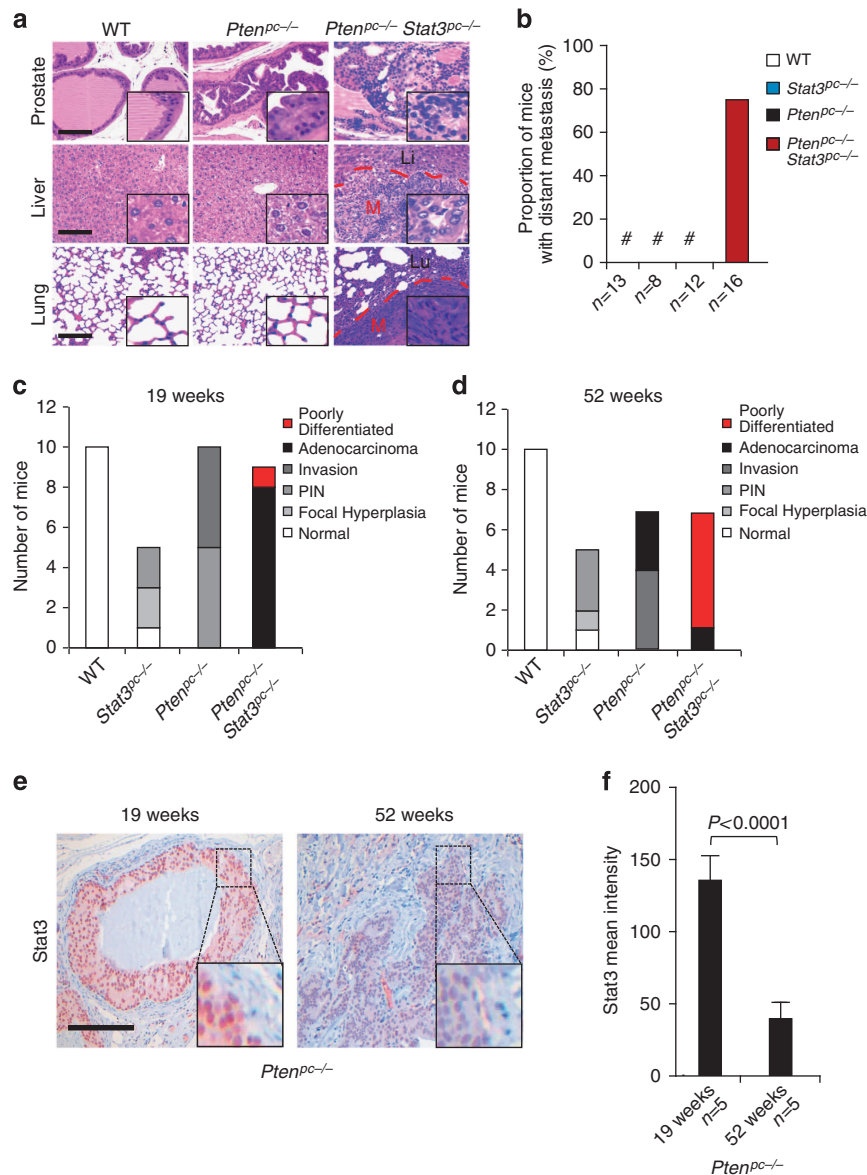 a
WT
Pten^pc–/–
Pten^pc–/– Stat3^pc–/–
Prostate
Liver
Li
M
Lung
Lu
M
b
Proportion of mice
with distant metastasis (%)
100
80
60
40
20
0
# # #
n=13
n=8
n=12
n=16
WT
Stat3^pc–/–
Pten^pc–/–
Pten^pc–/–
Stat3^pc–/–
c
19 weeks
Number of mice
12
10
8
6
4
2
0
WT
Stat3^pc–/–
Pten^pc–/–
Pten^pc–/–
Stat3^pc–/–
Poorly
Differentiated
Adenocarcinoma
Invasion
PIN
Focal Hyperplasia
Normal
d
52 weeks
Number of mice
12
10
8
6
4
2
0
WT
Stat3^pc–/–
Pten^pc–/–
Pten^pc–/–
Stat3^pc–/–
Poorly
Differentiated
Adenocarcinoma
Invasion
PIN
Focal Hyperplasia
Normal
e
19 weeks
52 weeks
Stat3
Pten^pc–/–
f
Stat3 mean intensity
200
150
100
50
0
P<0.0001
19 weeks
n=5
52 weeks
n=5
Pten^pc–/–